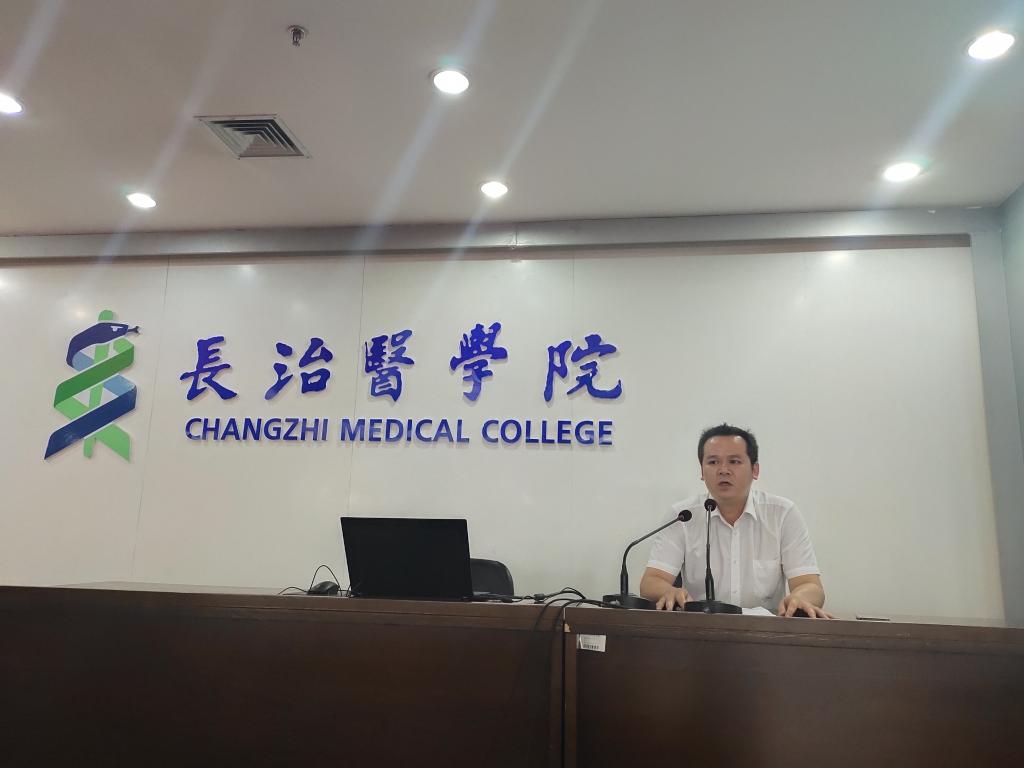 長治醫學院
CHANGZHI MEDICAL COLLEGE